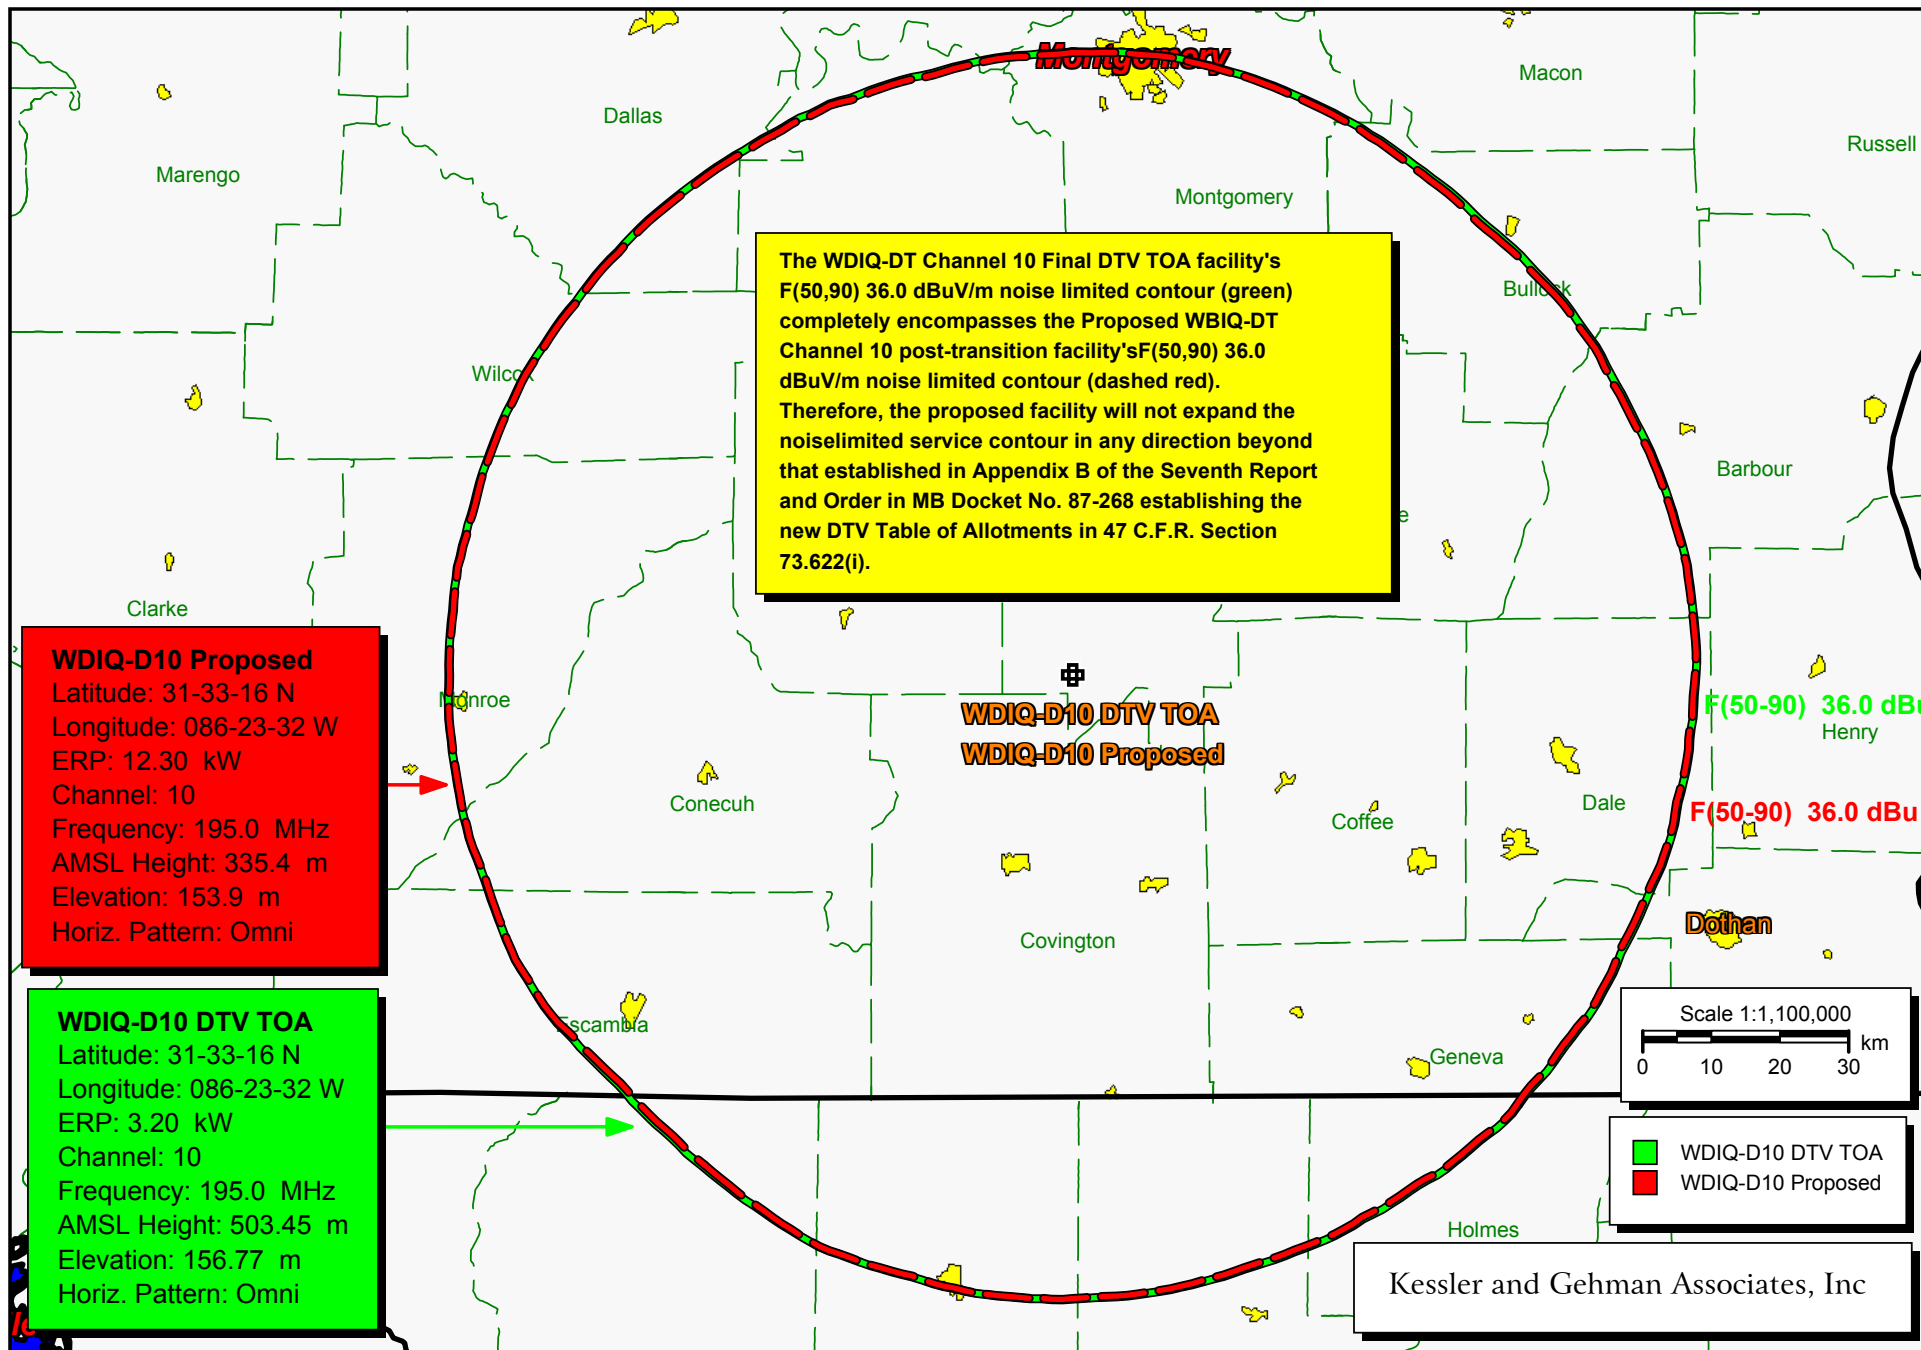 Montgomery
Macon
Dallas
Russell
Marengo
Montgomery
The WDIQ-DT Channel 10 Final DTV TOA facility's
F(50,90) 36.0 dBuV/m noise limited contour (green)
completely encompasses the Proposed WBIQ-DT
Channel 10 post-transition facility'sF(50,90) 36.0
dBuV/m noise limited contour (dashed red).
Therefore, the proposed facility will not expand the
noiselimited service contour in any direction beyond
that established in Appendix B of the Seventh Report
and Order in MB Docket No. 87-268 establishing the
new DTV Table of Allotments in 47 C.F.R. Section
73.622(i).
Bullock
Wilcox
Barbour
e
Clarke
WDIQ-D10 Proposed
Latitude: 31-33-16 N
Longitude: 086-23-32 W
ERP: 12.30 kW
Channel: 10
Frequency: 195.0 MHz
AMSL Height: 335.4 m
Elevation: 153.9 m
Horiz. Pattern: Omni
Monroe
WDIQ-D10 DTV TOA
WDIQ-D10 Proposed
F(50-90) 36.0 dBu
Henry
Conecuh
Coffee
Dale
F(50-90) 36.0 dBu
Covington
Dothan
WDIQ-D10 DTV TOA
Latitude: 31-33-16 N
Longitude: 086-23-32 W
ERP: 3.20 kW
Channel: 10
Frequency: 195.0 MHz
AMSL Height: 503.45 m
Elevation: 156.77 m
Horiz. Pattern: Omni
Escambia
Geneva
Scale 1:1,100,000
km
0 10 20 30
WDIQ-D10 DTV TOA
WDIQ-D10 Proposed
Holmes
Kessler and Gehman Associates, Inc